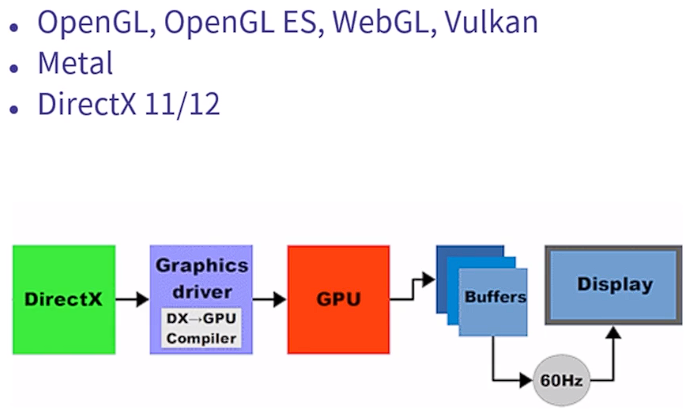 • OpenGL, OpenGL ES, WebGL, Vulkan
• Metal
• DirectX 11/12
DirectX
Graphics
driver
DX→GPU
Compiler
GPU
Buffers
Display
60Hz